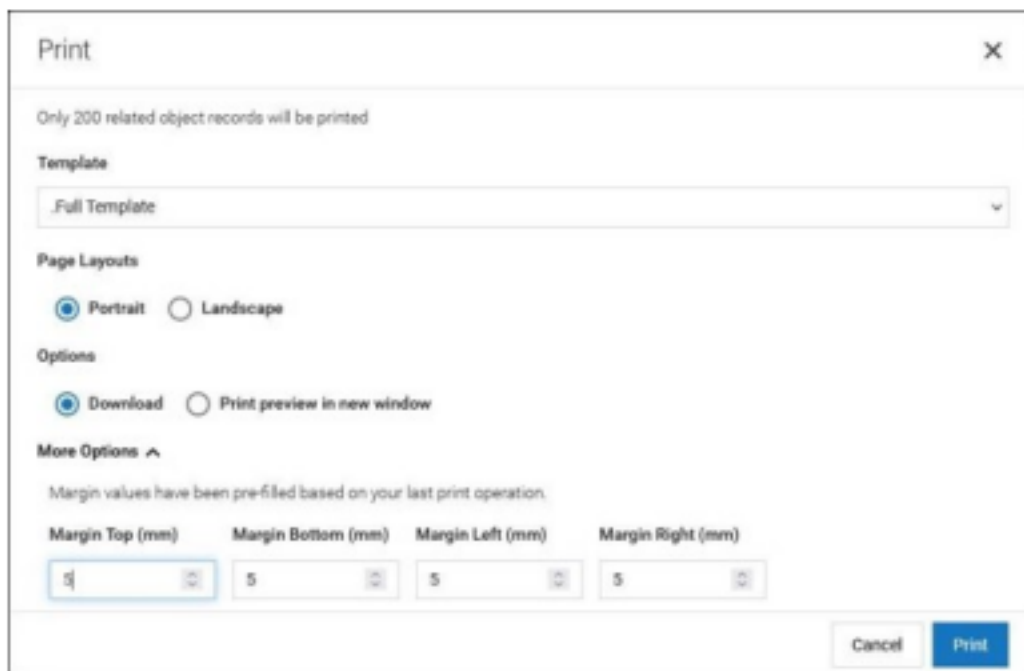 Print
Only 200 related object records will be printed
Template
.Full Template
Page Layouts
Portrait Landscape
Options
Download Print preview in new window
More Options
Margin values have been pre-filled based on your last print operation.
Margin Top (mm) Margin Bottom (mm) Margin Left (mm) Margin Right (mm)
5 5 5 5
Cancel Print